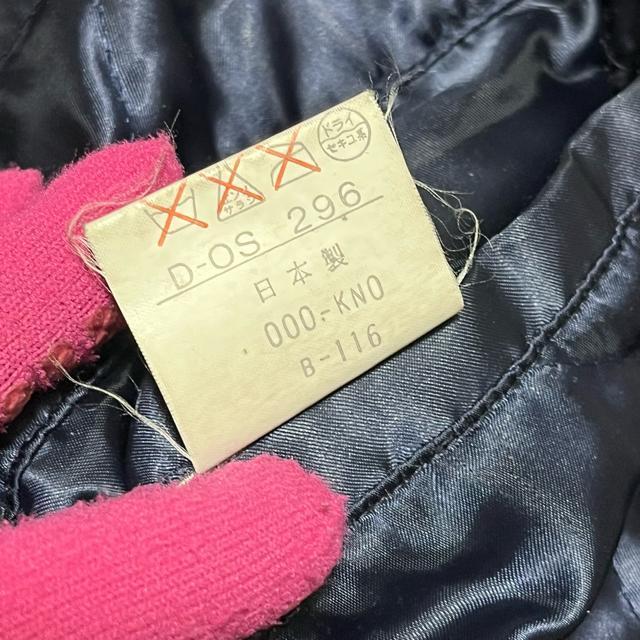 ドライ
セキユ系
サラシ
D-OS 296
日本製
000-KNO
B-116